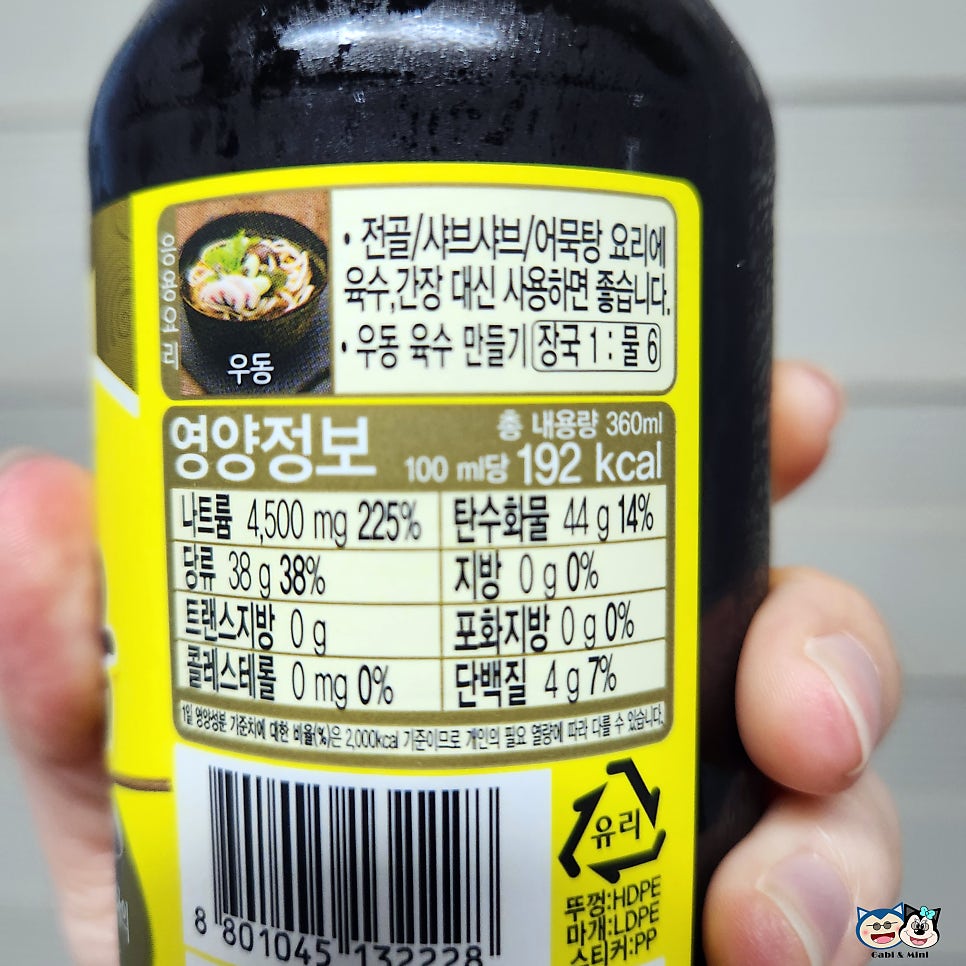 • 전골/샤브샤브/어묵탕 요리에
육수,간장 대신 사용하면 좋습니다.
• 우동 육수 만들기 장국 1 : 물 6
우동
영양정보
총 내용량 360ml
100 ml당 192 kcal
나트륨 4,500 mg 225% 탄수화물 44 g 14%
당류 38 g 38% 지방 0 g 0%
트랜스지방 0 g 포화지방 0 g 0%
콜레스테롤 0 mg 0% 단백질 4 g 7%
1일 영양성분 기준치에 대한 비율(%)은 2,000kcal 기준이므로 개인의 필요 열량에 따라 다를 수 있습니다.
유리
뚜껑:HDPE
마개:LDPE
스티커:PP
8 801045 132228
Gabi & Mini